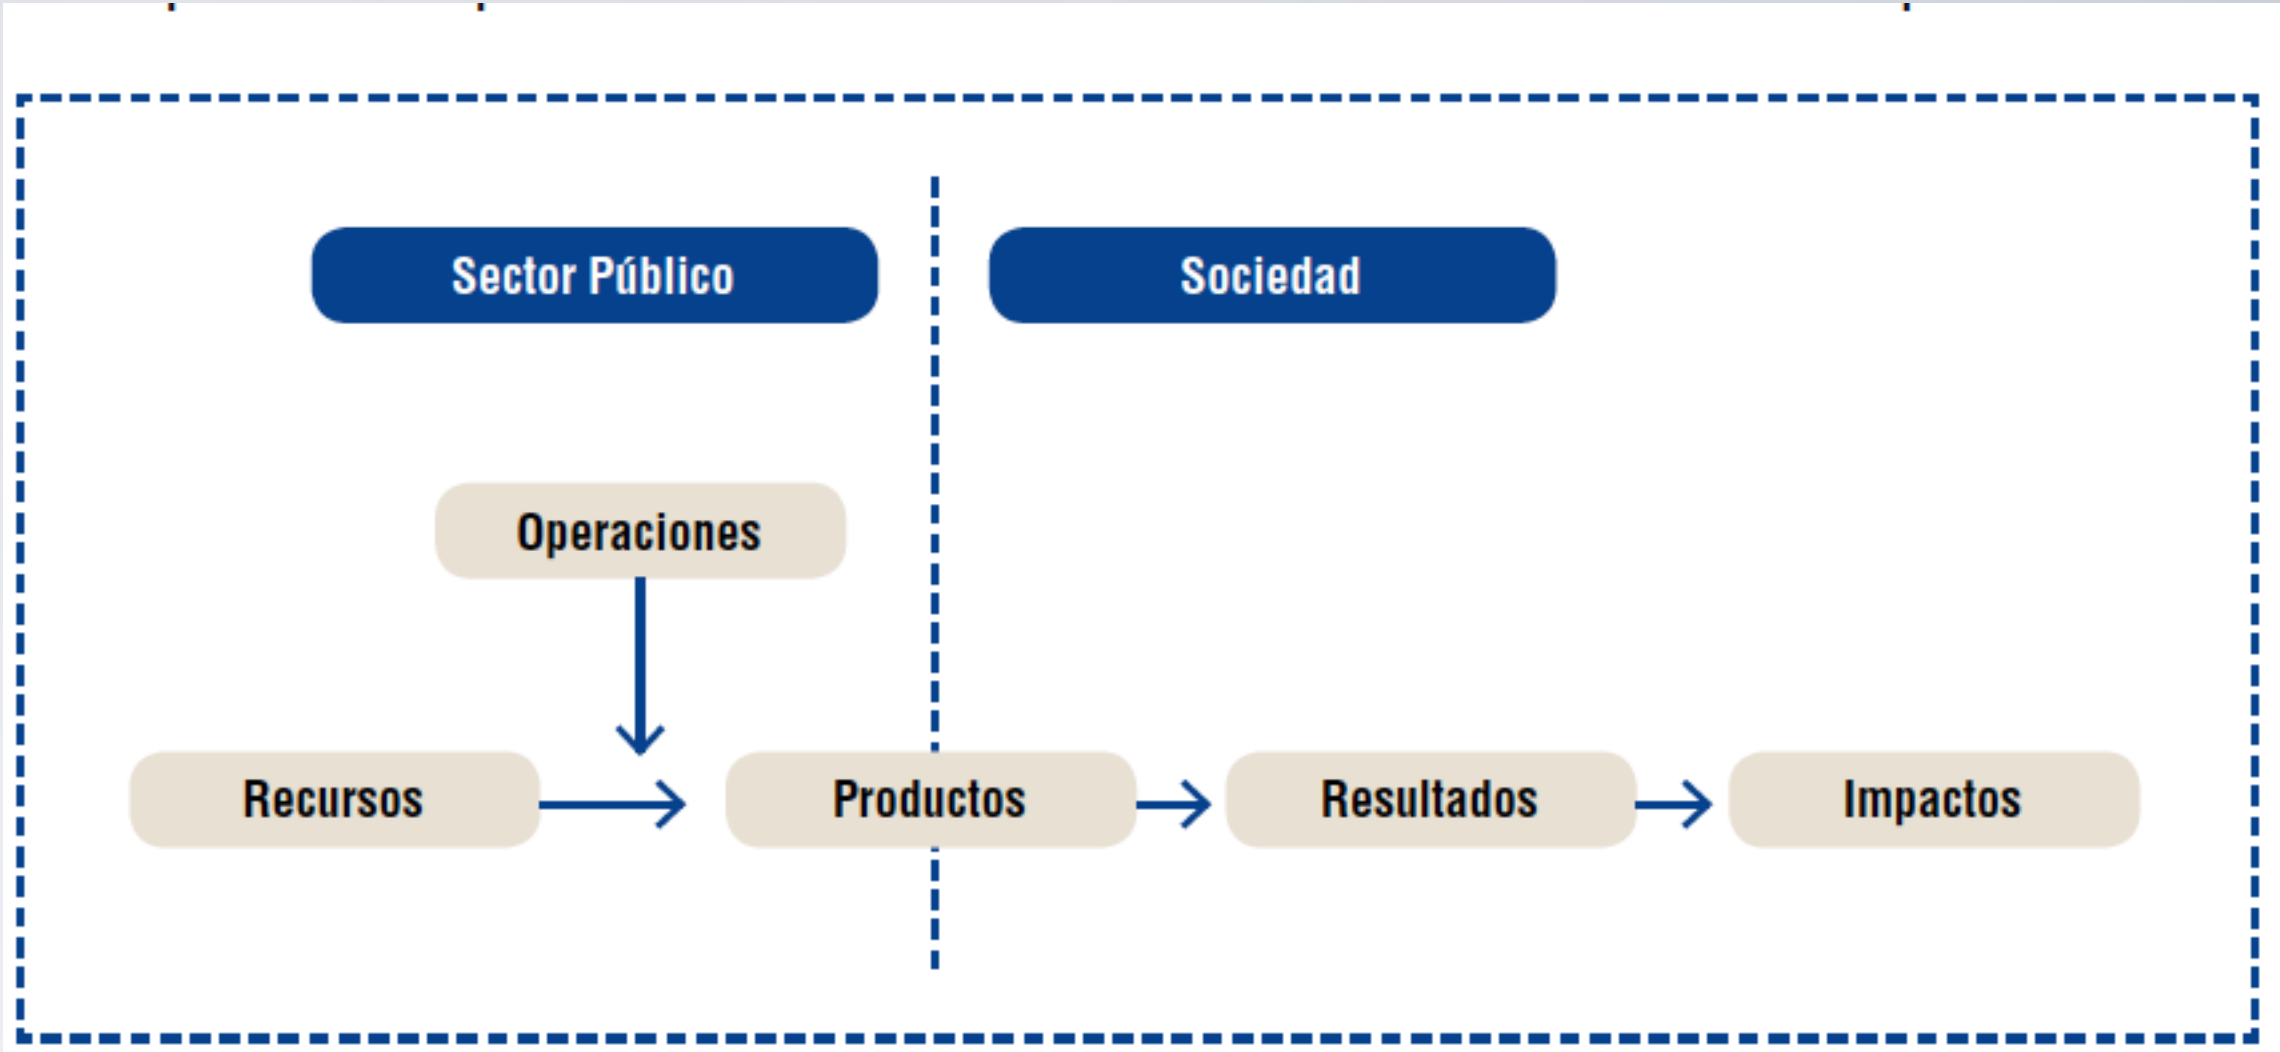 Sector Público
Sociedad
Operaciones
Recursos
Productos
Resultados
Impactos